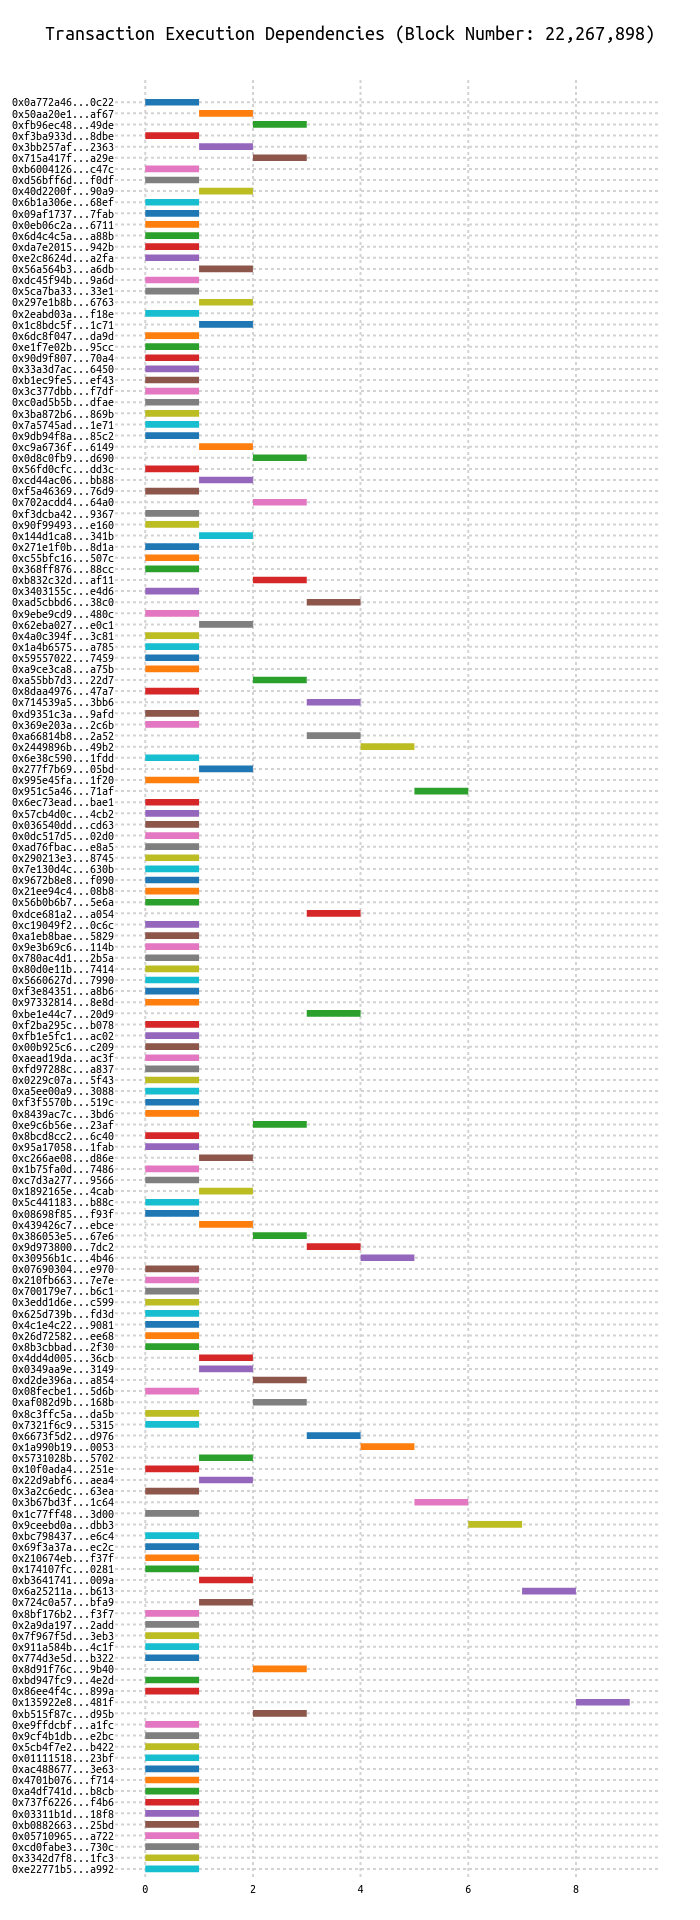 Transaction Execution Dependencies (Block Number: 22,267,898)
0x0a772a46...0c22
0x50aa20e1...af67
0xfb96ec48...49de
0xf3ba933d...8dbe
0x3bb257af...2363
0x715a417f...a29e
0xb6004126...c47c
0xd56bff6d...f0df
0x40d2200f...90a9
0x6b1a306e...68ef
0x09af1737...7fab
0x0eb06c2a...6711
0x6d4c4c5a...a88b
0xda7e2015...942b
0xe2c8624d...a2fa
0x56a564b3...a6db
0xdc45f94b...9a6d
0x5ca7ba33...33e1
0x297e1b8b...6763
0x2eabd03a...f18e
0x1c8bdc5f...1c71
0x6dc8f047...da9d
0xe1f7e02b...95cc
0x90d9f807...70a4
0x33a3d7ac...6450
0xb1ec9fe5...ef43
0x3c377dbb...f7df
0xc0ad5b5b...dfae
0x3ba872b6...869b
0x7a5745ad...1e71
0x9db94f8a...85c2
0xc9a6736f...6149
0x0d8c0fb9...d690
0x56fd0cfc...dd3c
0xcd44ac06...bb88
0xf5a46369...76d9
0x702acdd4...64a0
0xf3dcba42...9367
0x90f99493...e160
0x144d1ca8...341b
0x271e1f0b...8d1a
0xc55bfc16...507c
0x368ff876...88cc
0xb832c32d...af11
0x3403155c...e4d6
0xad5cbbd6...38c0
0x9ebe9cd9...480c
0x62eba027...e0c1
0x4a0c394f...3c81
0x1a4b6575...a785
0x59557022...7459
0xa9ce3ca8...a75b
0xa55bb7d3...22d7
0x8daa4976...47a7
0x714539a5...3bb6
0xd9351c3a...9afd
0x369e203a...2c6b
0xa66814b8...2a52
0x2449896b...49b2
0x6e38c590...1fdd
0x277f7b69...05bd
0x995e45fa...1f20
0x951c5a46...71af
0x6ec73ead...bae1
0x57cb4d0c...4cb2
0x036540dd...cd63
0x0dc517d5...02d0
0xad76fbac...e8a5
0x290213e3...8745
0x7e130d4c...630b
0x9672b8e8...f090
0x21ee94c4...08b8
0x56b0b6b7...5e6a
0xdce681a2...a054
0xc19049f2...0c6c
0xa1eb8bae...5829
0x9e3b69c6...114b
0x780ac4d1...2b5a
0x80d0e11b...7414
0x5660627d...7990
0xf3e84351...a8b6
0x97332814...8e8d
0xbe1e44c7...20d9
0xf2ba295c...b078
0xfb1e5fc1...ac02
0x00b925c6...c209
0xaead19da...ac3f
0xfd97288c...a837
0x0229c07a...5f43
0xa5ee00a9...3088
0xf3f5570b...519c
0x8439ac7c...3bd6
0xe9c6b56e...23af
0x8bcd8cc2...6c40
0x95a17058...1fab
0xc266ae08...d86e
0x1b75fa0d...7486
0xc7d3a277...9566
0x1892165e...4cab
0x5c441183...b88c
0x08698f85...f93f
0x439426c7...ebce
0x386053e5...67e6
0x9d973800...7dc2
0x30956b1c...4b46
0x07690304...e970
0x210fb663...7e7e
0x700179e7...b6c1
0x3edd1d6e...c599
0x625d739b...fd3d
0x4c1e4c22...9081
0x26d72582...ee68
0x8b3cbbad...2f30
0x4dd4d005...36cb
0x0349aa9e...3149
0xd2de396a...a854
0x08fecbe1...5d6b
0xaf082d9b...168b
0x8c3ffc5a...da5b
0x7321f6c9...5315
0x6673f5d2...d976
0x1a990b19...0053
0x5731028b...5702
0x10f0ada4...251e
0x22d9abf6...aea4
0x3a2c6edc...63ea
0x3b67bd3f...1c64
0x1c77ff48...3d00
0x9ceebd0a...dbb3
0xbc798437...e6c4
0x69f3a37a...ec2c
0x210674eb...f37f
0x174107fc...0281
0xb3641741...009a
0x6a25211a...b613
0x724c0a57...bfa9
0x8bf176b2...f3f7
0x2a9da197...2add
0x7f967f5d...3eb3
0x911a584b...4c1f
0x774d3e5d...b322
0x8d91f76c...9b40
0xbd947fc9...4e2d
0x86ee4f4c...899a
0x135922e8...481f
0xb515f87c...d95b
0xe9ffdcbf...a1fc
0x9cf4b1db...e2bc
0x5cb4f7e2...b422
0x01111518...23bf
0xac488677...3e63
0x4701b076...f714
0xa4df741d...b8cb
0x737f6226...f4b6
0x03311b1d...18f8
0xb0882663...25bd
0x05710965...a722
0xcd0fabe3...730c
0x3342d7f8...1fc3
0xe22771b5...a992
0 2 4 6 8